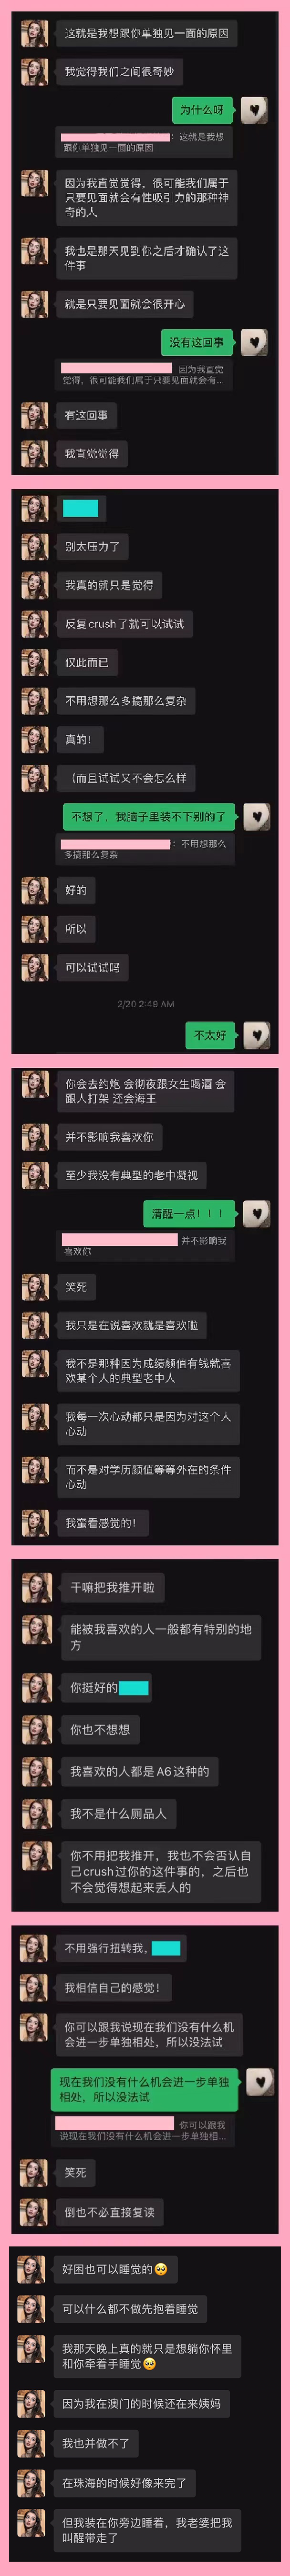 这就是我想跟你单独见一面的原因
我觉得我们之间很奇妙
为什么呀
：这就是我想
跟你单独见一面的原因
因为我直觉觉得，很可能我们属于
只要见面就会有性吸引力的那种神
奇的人
我也是那天见到你之后才确认了这
件事
就是只要见面就会很开心
没有这回事
因为我直觉
觉得，很可能我们属于只要见面就会有...
有这回事
我直觉觉得
别太压力了
我真的就只是觉得
反复crush了就可以试试
仅此而已
不用想那么多搞那么复杂
真的！
（而且试试又不会怎么样
不想了，我脑子里装不下别的了
：不用想那么
多搞那么复杂
好的
所以
可以试试吗
2/20 2:49 AM
不太好
你会去约炮 会彻夜跟女生喝酒 会
跟人打架 还会海王
并不影响我喜欢你
至少我没有典型的老中凝视
清醒一点！！！
并不影响我
喜欢你
笑死
我只是在说喜欢就是喜欢啦
我不是那种因为成绩颜值有钱就喜
欢某个人的典型老中人
我每一次心动都只是因为对这个人
心动
而不是对学历颜值等等外在的条件
心动
我蛮看感觉的！
干嘛把我推开啦
能被我喜欢的人一般都有特别的地
方
你挺好的
你也不想想
我喜欢的人都是A6这种的
我不是什么厕品人
你不用把我推开，我也不会否认自
己crush过你的这件事的，之后也
不会觉得想起来丢人的
不用强行扭转我，
我相信自己的感觉！
你可以跟我说现在我们没有什么机
会进一步单独相处，所以没法试
现在我们没有什么机会进一步单独
相处，所以没法试
你可以跟我
说现在我们没有什么机会进一步单独相...
笑死
倒也不必直接复读
好困也可以睡觉的🥺
可以什么都不做先抱着睡觉
我那天晚上真的就只是想躺你怀里
和你牵着手睡觉🥺
因为我在澳门的时候还在来姨妈
我也并做不了
在珠海的时候好像来完了
但我装在你旁边睡着，我老婆把我
叫醒带走了